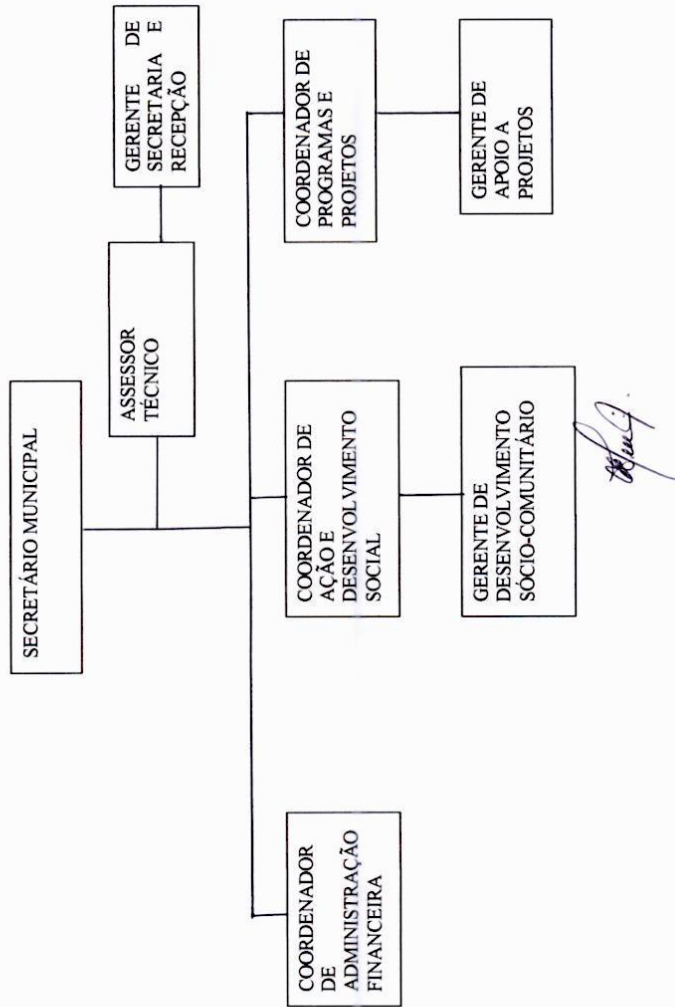 SECRETÁRIO MUNICIPAL
ASSESSOR
TÉCNICO
GERENTE DE
SECRETARIA E
RECEPÇÃO
COORDENADOR
DE
ADMINISTRAÇÃO
FINANCEIRA
COORDENADOR DE
AÇÃO E
DESENVOLVIMENTO
SOCIAL
COORDENADOR DE
PROGRAMAS E
PROJETOS
GERENTE DE
DESENVOLVIMENTO
SÓCIO-COMUNITÁRIO
GERENTE DE
APOIO A
PROJETOS